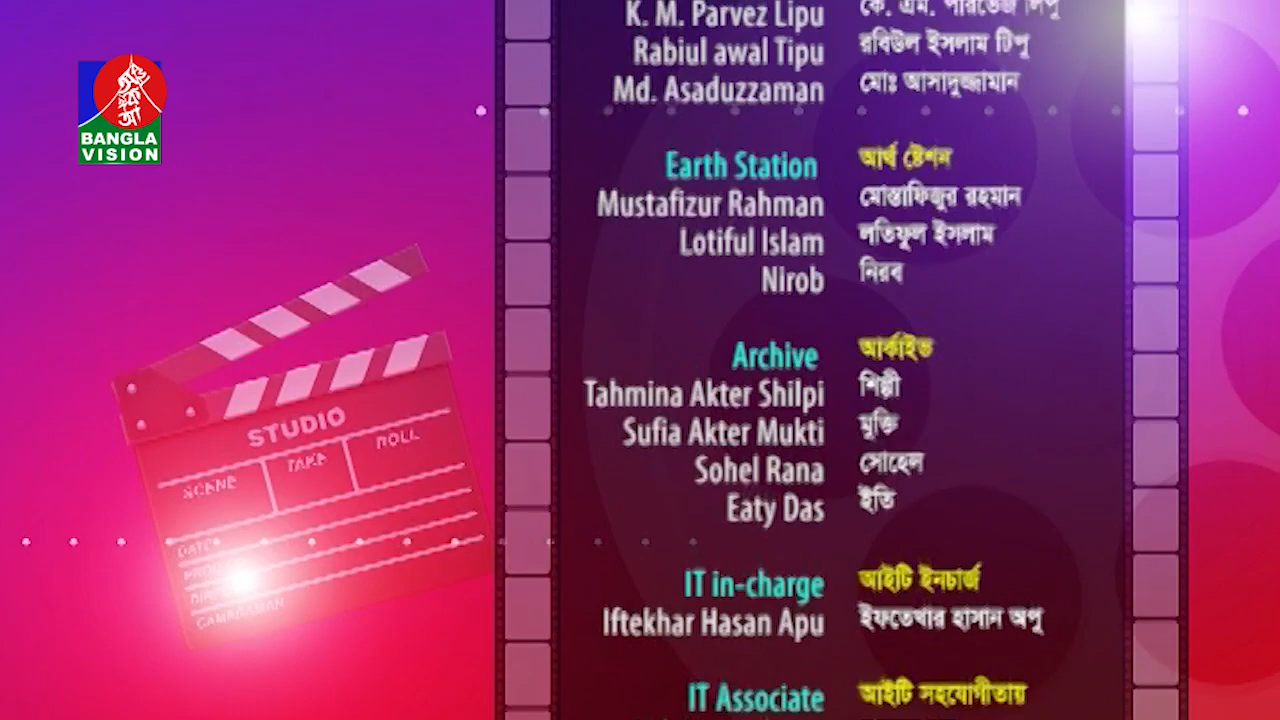 K. M. Parvez Lipu কে. এম. পারভেজ লিপু
Rabiul awal Tipu রবিউল ইসলাম টিপু
Md. Asaduzzaman মোঃ আসাদুজ্জামান
BANGLA
VISION
Earth Station আর্থ ষ্টেশন
Mustafizur Rahman মোস্তাফিজুর রহমান
Lotiful Islam লতিফুল ইসলাম
Nirob নিরব
Archive আর্কাইভ
Tahmina Akter Shilpi শিল্পী
Sufia Akter Mukti মুক্তি
Sohel Rana সোহেল
Eaty Das ইতি
STUDIO
SCENE TAKE ROLL
DATE
CAMERAMAN
IT in-charge আইটি ইনচার্জ
Iftekhar Hasan Apu ইফতেখার হাসান অপু
IT Associate আইটি সহযোগীতায়